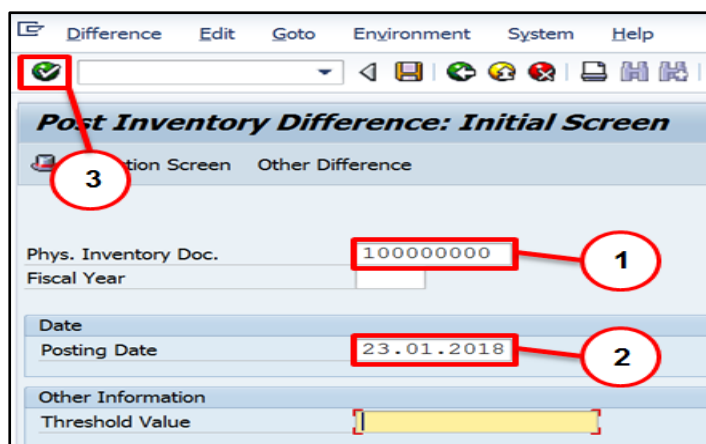 Difference Edit Goto Environment System Help
Post Inventory Difference: Initial Screen
3 tion Screen Other Difference
Phys. Inventory Doc. 100000000 1
Fiscal Year
Date
Posting Date 23.01.2018 2
Other Information
Threshold Value